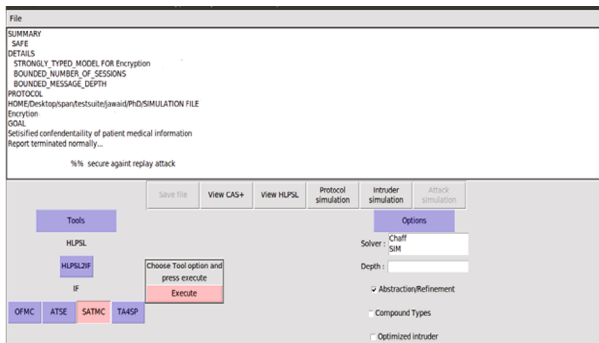 File
SUMMARY
SAFE
DETAILS
STRONGLY_TYPED_MODEL FOR Encryption
BOUNDED_NUMBER_OF_SESSIONS
BOUNDED_MESSAGE_DEPTH
PROTOCOL
HOME/Desktop/span/testsuite/jawaid/PhD/SIMULATION FILE
Encrytion
GOAL
Setisified confendentaility of patient medical information
Report terminated normally...
%% secure againt replay attack
Save file View CAS+ View HLPSL Protocol simulation Intruder simulation Attack simulation
Tools
HLPSL
HLPSL2IF
IF
OFMC ATSE SATMC TA4SP
Choose Tool option and
press execute
Execute
Options
Solver : Chaff
SIM
Depth :
Abstraction/Refinement
Compound Types
Optimized intruder